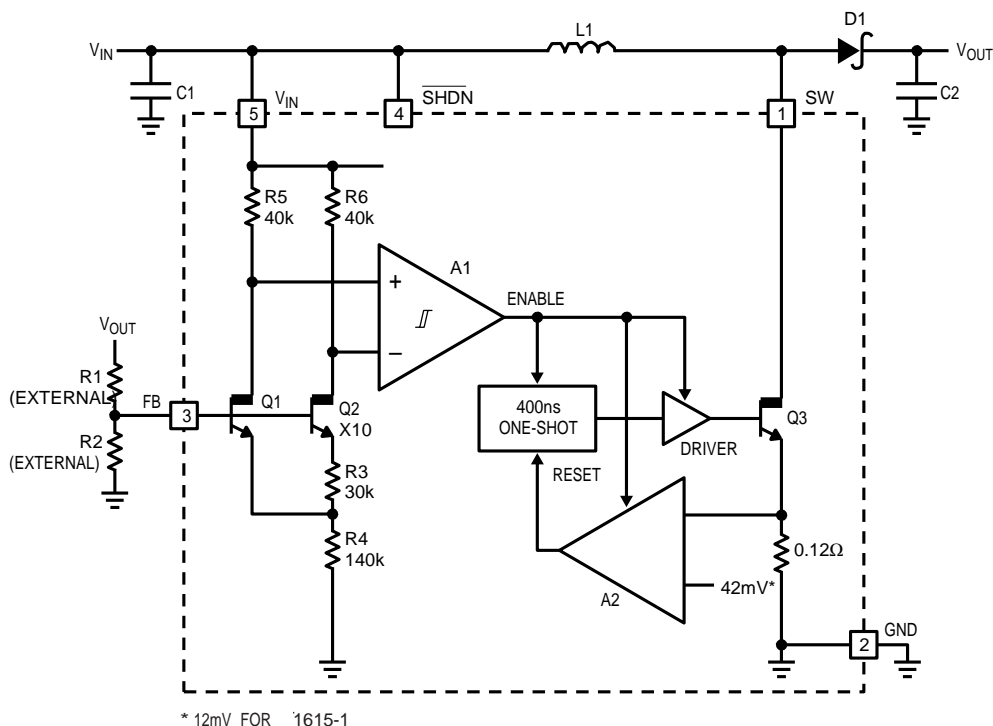 L1
D1
VIN
VOUT
C1
VIN
SHDN
SW
C2
5
4
1
R5
40k
R6
40k
A1
+
ENABLE
−
VOUT
R1
(EXTERNAL
FB
3
Q1
Q2
X10
400ns
ONE-SHOT
Q3
DRIVER
R2
(EXTERNAL)
RESET
R3
30k
R4
140k
0.12Ω
42mV*
A2
2
GND
* 12mV FOR 1615-1